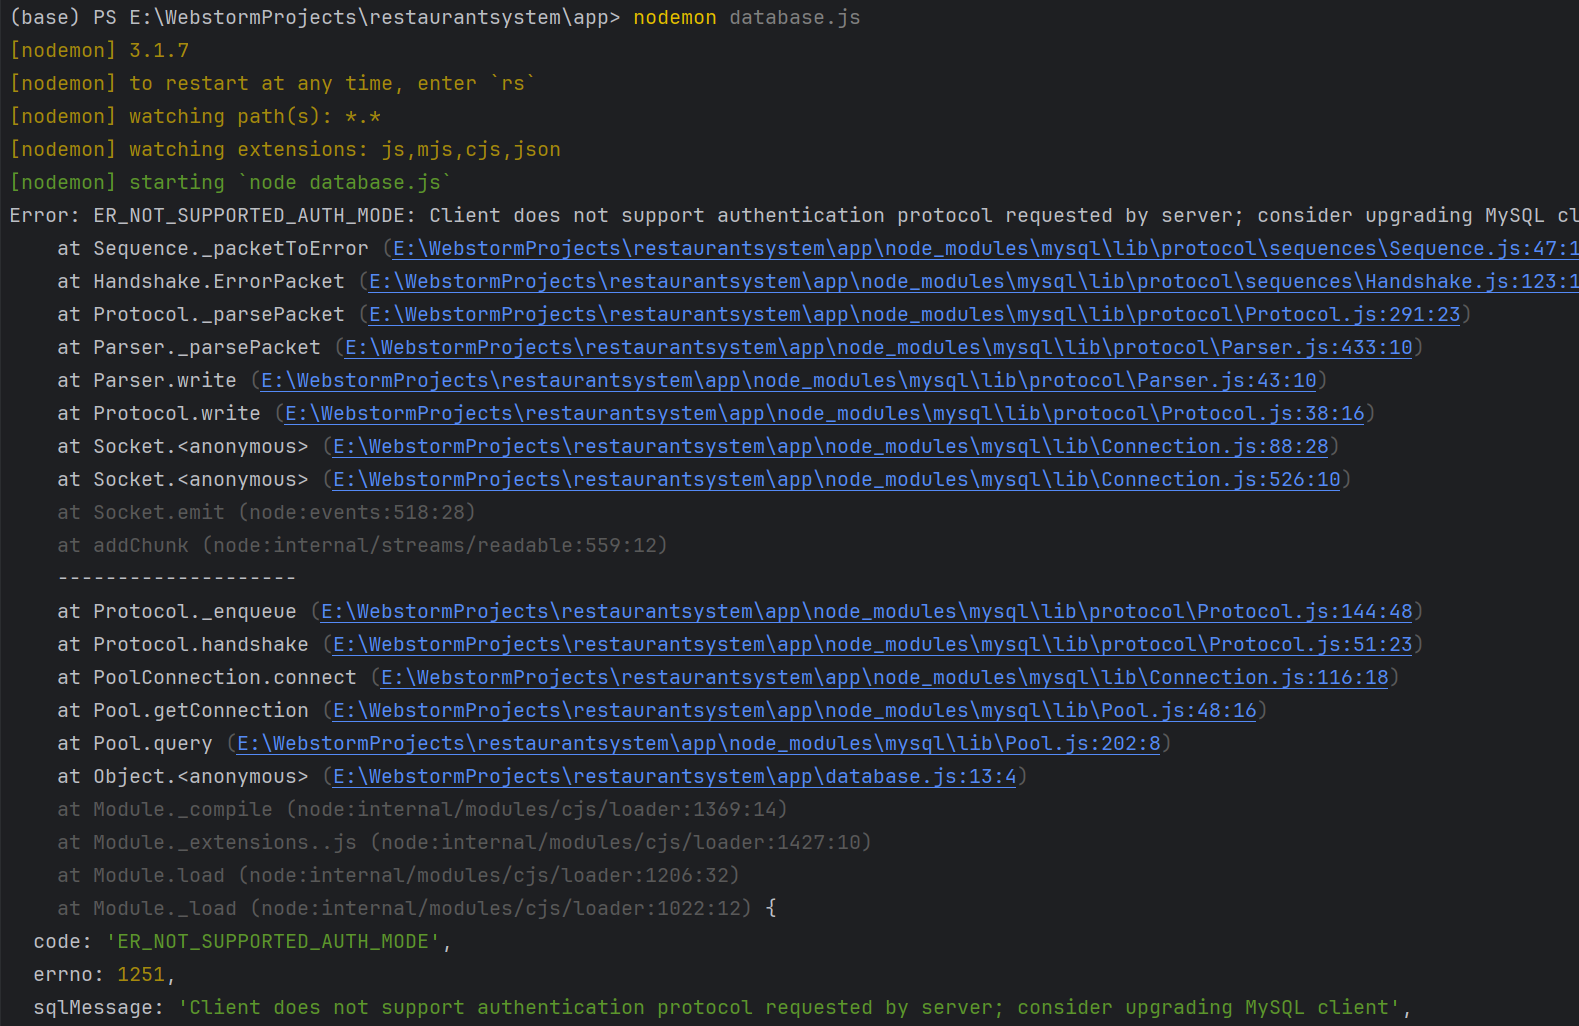 (base) PS E:\WebstormProjects\restaurantsystem\app> nodemon database.js
[nodemon] 3.1.7
[nodemon] to restart at any time, enter `rs`
[nodemon] watching path(s): *.*
[nodemon] watching extensions: js,mjs,cjs,json
[nodemon] starting `node database.js`
Error: ER_NOT_SUPPORTED_AUTH_MODE: Client does not support authentication protocol requested by server; consider upgrading MySQL cl
    at Sequence._packetToError (E:\WebstormProjects\restaurantsystem\app\node_modules\mysql\lib\protocol\sequences\Sequence.js:47:1
    at Handshake.ErrorPacket (E:\WebstormProjects\restaurantsystem\app\node_modules\mysql\lib\protocol\sequences\Handshake.js:123:1
    at Protocol._parsePacket (E:\WebstormProjects\restaurantsystem\app\node_modules\mysql\lib\protocol\Protocol.js:291:23)
    at Parser._parsePacket (E:\WebstormProjects\restaurantsystem\app\node_modules\mysql\lib\protocol\Parser.js:433:10)
    at Parser.write (E:\WebstormProjects\restaurantsystem\app\node_modules\mysql\lib\protocol\Parser.js:43:10)
    at Protocol.write (E:\WebstormProjects\restaurantsystem\app\node_modules\mysql\lib\protocol\Protocol.js:38:16)
    at Socket.<anonymous> (E:\WebstormProjects\restaurantsystem\app\node_modules\mysql\lib\Connection.js:88:28)
    at Socket.<anonymous> (E:\WebstormProjects\restaurantsystem\app\node_modules\mysql\lib\Connection.js:526:10)
    at Socket.emit (node:events:518:28)
    at addChunk (node:internal/streams/readable:559:12)
    --------------------
    at Protocol._enqueue (E:\WebstormProjects\restaurantsystem\app\node_modules\mysql\lib\protocol\Protocol.js:144:48)
    at Protocol.handshake (E:\WebstormProjects\restaurantsystem\app\node_modules\mysql\lib\protocol\Protocol.js:51:23)
    at PoolConnection.connect (E:\WebstormProjects\restaurantsystem\app\node_modules\mysql\lib\Connection.js:116:18)
    at Pool.getConnection (E:\WebstormProjects\restaurantsystem\app\node_modules\mysql\lib\Pool.js:48:16)
    at Pool.query (E:\WebstormProjects\restaurantsystem\app\node_modules\mysql\lib\Pool.js:202:8)
    at Object.<anonymous> (E:\WebstormProjects\restaurantsystem\app\database.js:13:4)
    at Module._compile (node:internal/modules/cjs/loader:1369:14)
    at Module._extensions..js (node:internal/modules/cjs/loader:1427:10)
    at Module.load (node:internal/modules/cjs/loader:1206:32)
    at Module._load (node:internal/modules/cjs/loader:1022:12) {
  code: 'ER_NOT_SUPPORTED_AUTH_MODE',
  errno: 1251,
  sqlMessage: 'Client does not support authentication protocol requested by server; consider upgrading MySQL client',